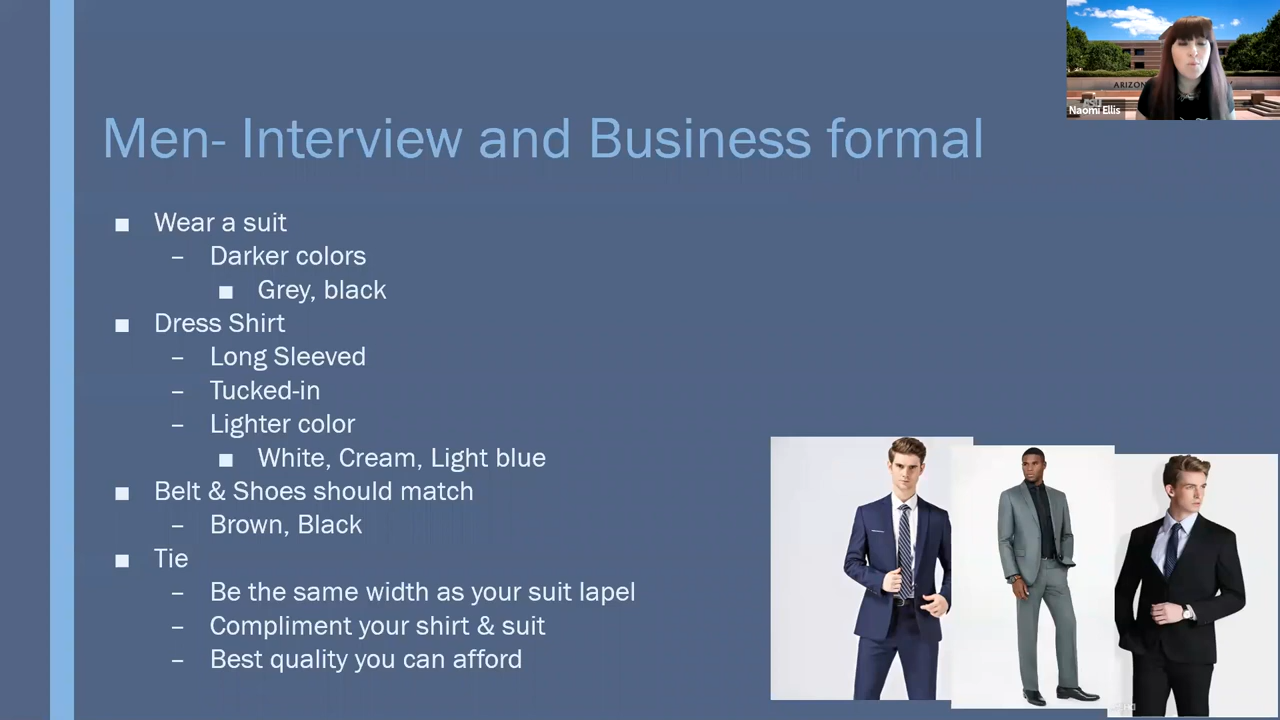 ARIZON
Naomi Ellis
Men- Interview and Business formal
■ Wear a suit
– Darker colors
■ Grey, black
■ Dress Shirt
– Long Sleeved
– Tucked-in
– Lighter color
■ White, Cream, Light blue
■ Belt & Shoes should match
– Brown, Black
■ Tie
– Be the same width as your suit lapel
– Compliment your shirt & suit
– Best quality you can afford